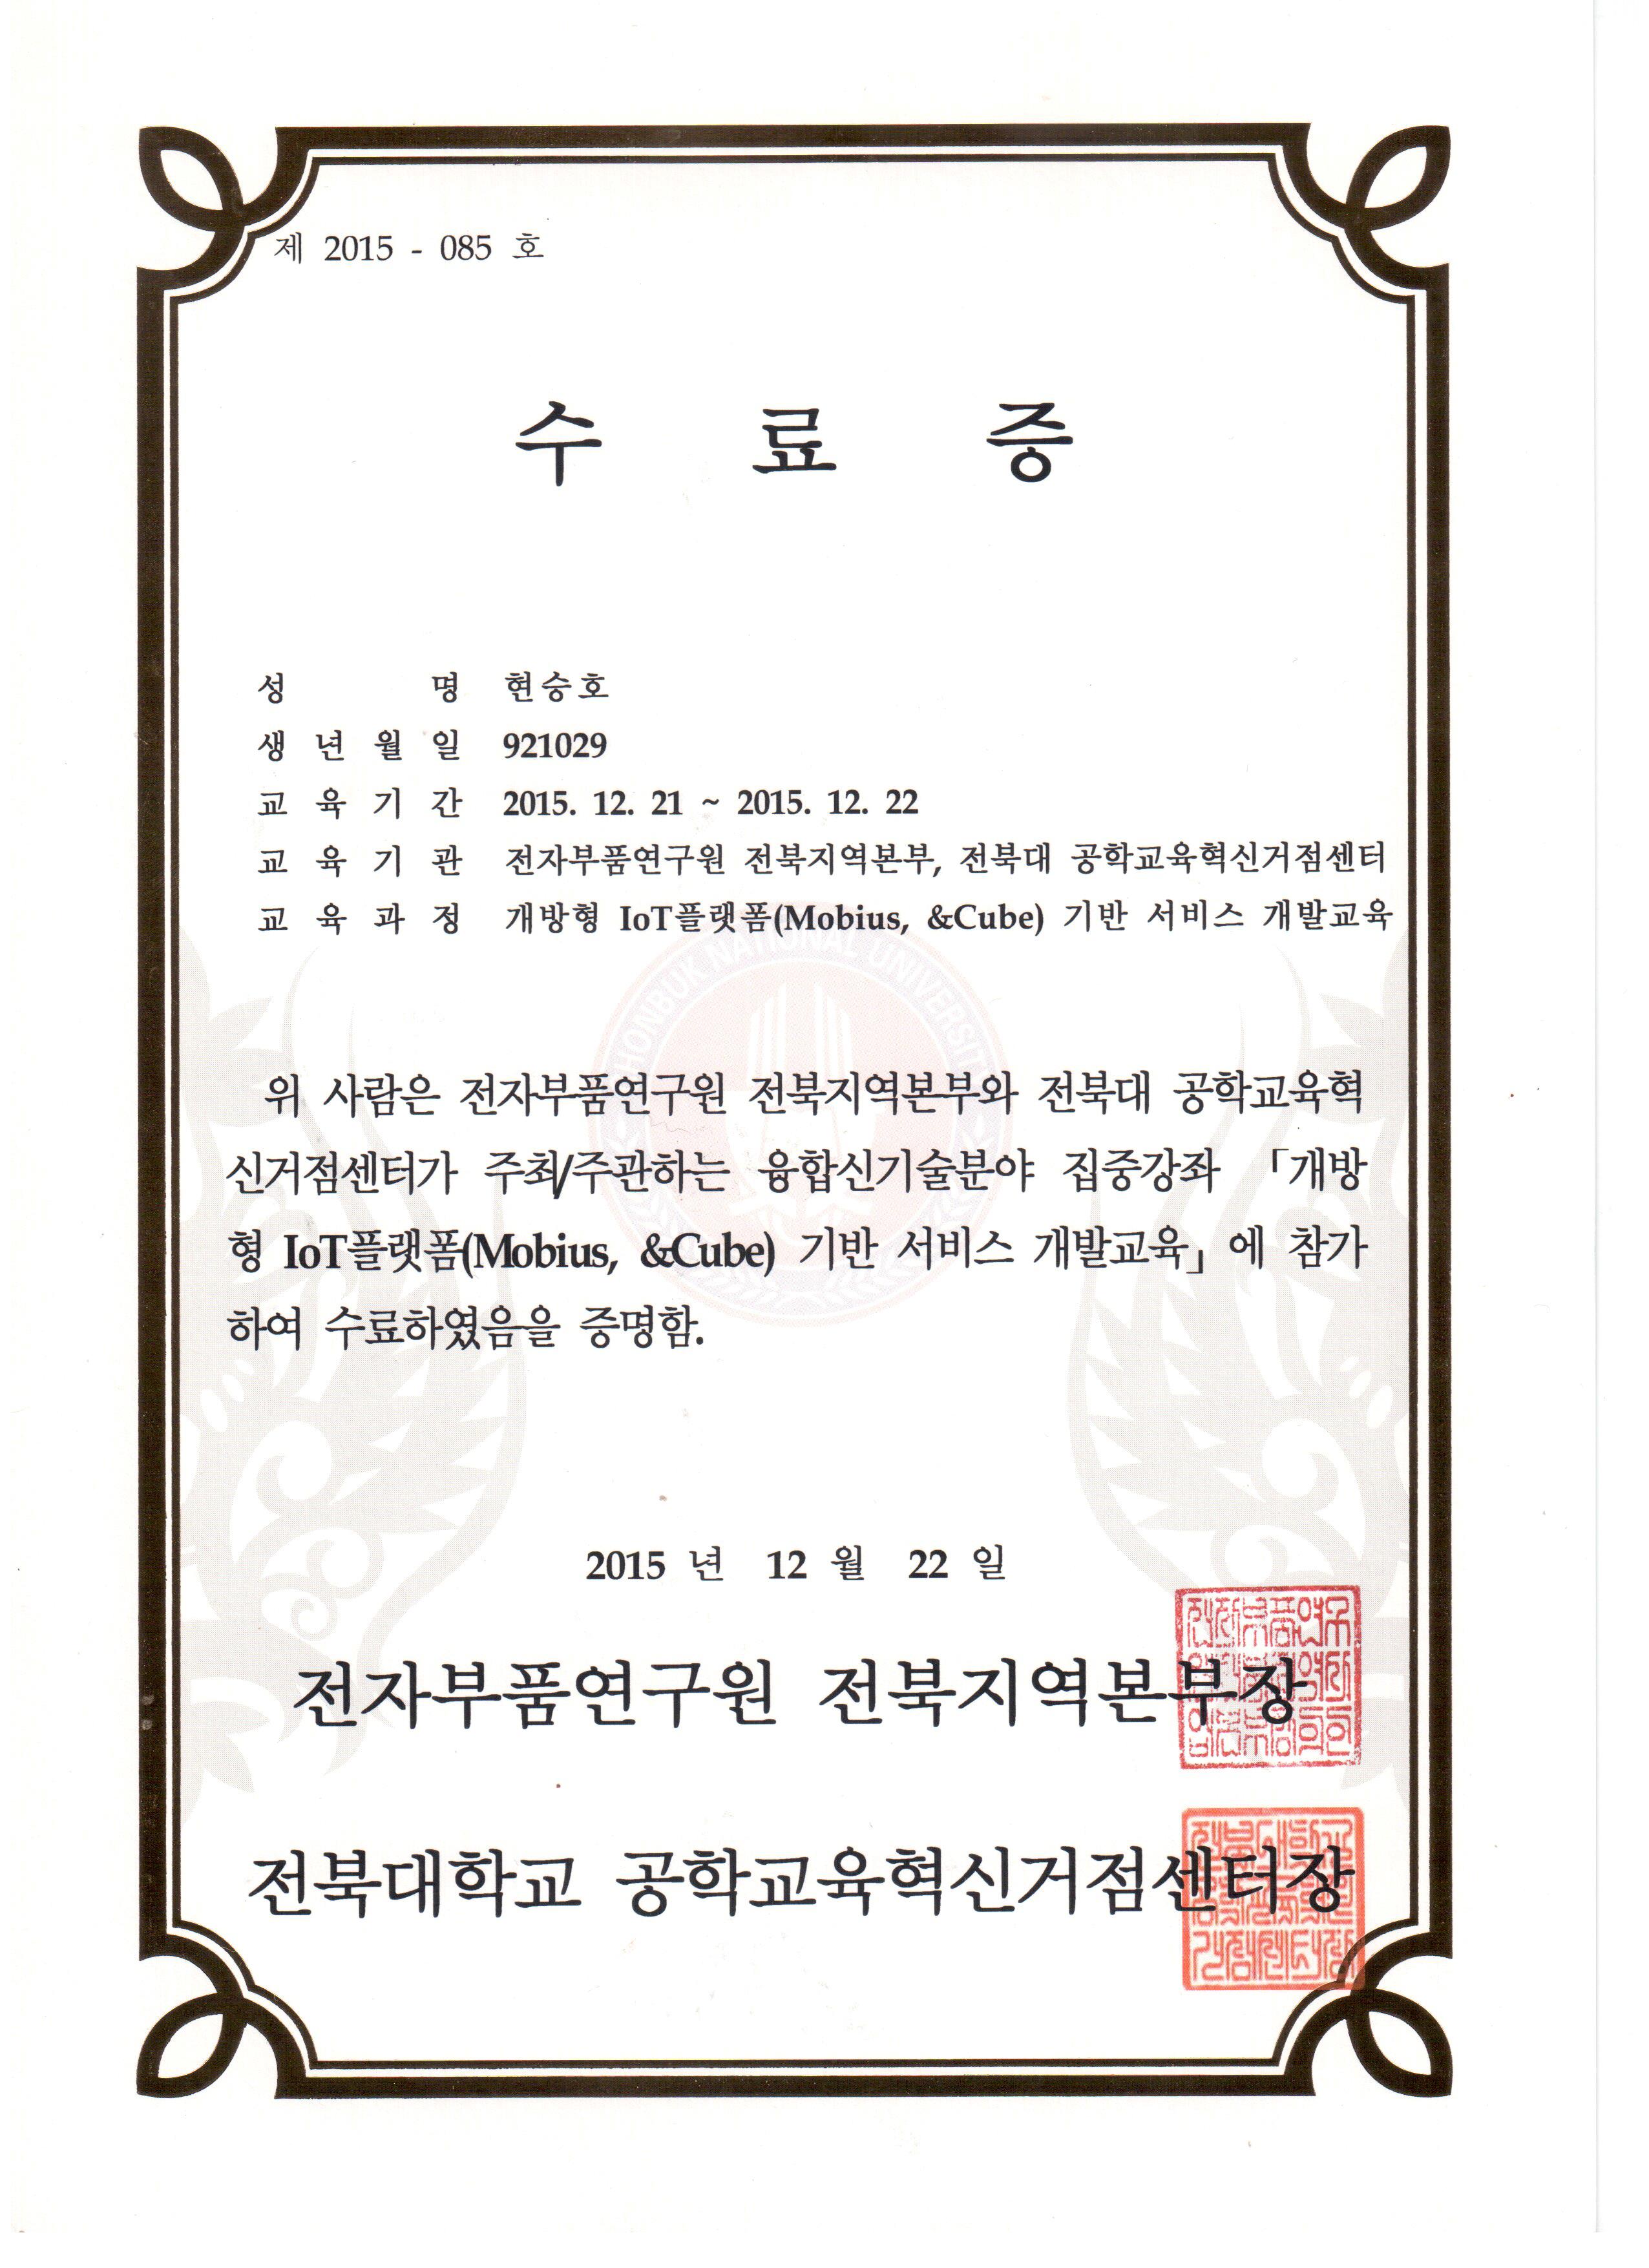 제 2015 - 085 호
수 료 증
성 명 현승호
생 년 월 일 921029
교 육 기 간 2015. 12. 21 ~ 2015. 12. 22
교 육 기 관 전자부품연구원 전북지역본부, 전북대 공학교육혁신거점센터
교 육 과 정 개방형 IoT플랫폼(Mobius, &Cube) 기반 서비스 개발교육
CHONBUK NATIONAL UNIVERSITY
위 사람은 전자부품연구원 전북지역본부와 전북대 공학교육혁
신거점센터가 주최/주관하는 융합신기술분야 집중강좌 「개방
형 IoT플랫폼(Mobius, &Cube) 기반 서비스 개발교육」에 참가
하여 수료하였음을 증명함.
2015 년 12 월 22 일
전자부품연구원 전북지역본부장
전북대학교 공학교육혁신거점센터장